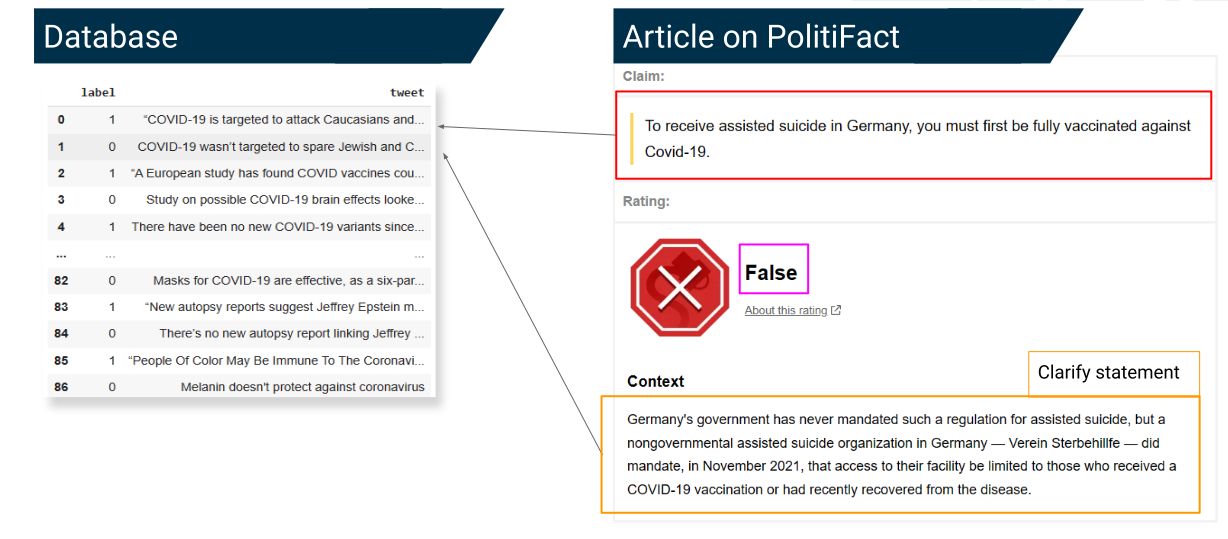 Database
Article on PolitiFact
label tweet
0 1 “COVID-19 is targeted to attack Caucasians and...
1 0 COVID-19 wasn’t targeted to spare Jewish and C...
2 1 “A European study has found COVID vaccines cou...
3 0 Study on possible COVID-19 brain effects looke...
4 1 There have been no new COVID-19 variants since...
... ... ...
82 0 Masks for COVID-19 are effective, as a six-par...
83 1 “New autopsy reports suggest Jeffrey Epstein m...
84 0 There’s no new autopsy report linking Jeffrey ...
85 1 “People Of Color May Be Immune To The Coronavi...
86 0 Melanin doesn't protect against coronavirus
Claim:
To receive assisted suicide in Germany, you must first be fully vaccinated against
Covid-19.
Rating:
False
About this rating
Context
Clarify statement
Germany's government has never mandated such a regulation for assisted suicide, but a
nongovernmental assisted suicide organization in Germany — Verein Sterbehillfe — did
mandate, in November 2021, that access to their facility be limited to those who received a
COVID-19 vaccination or had recently recovered from the disease.